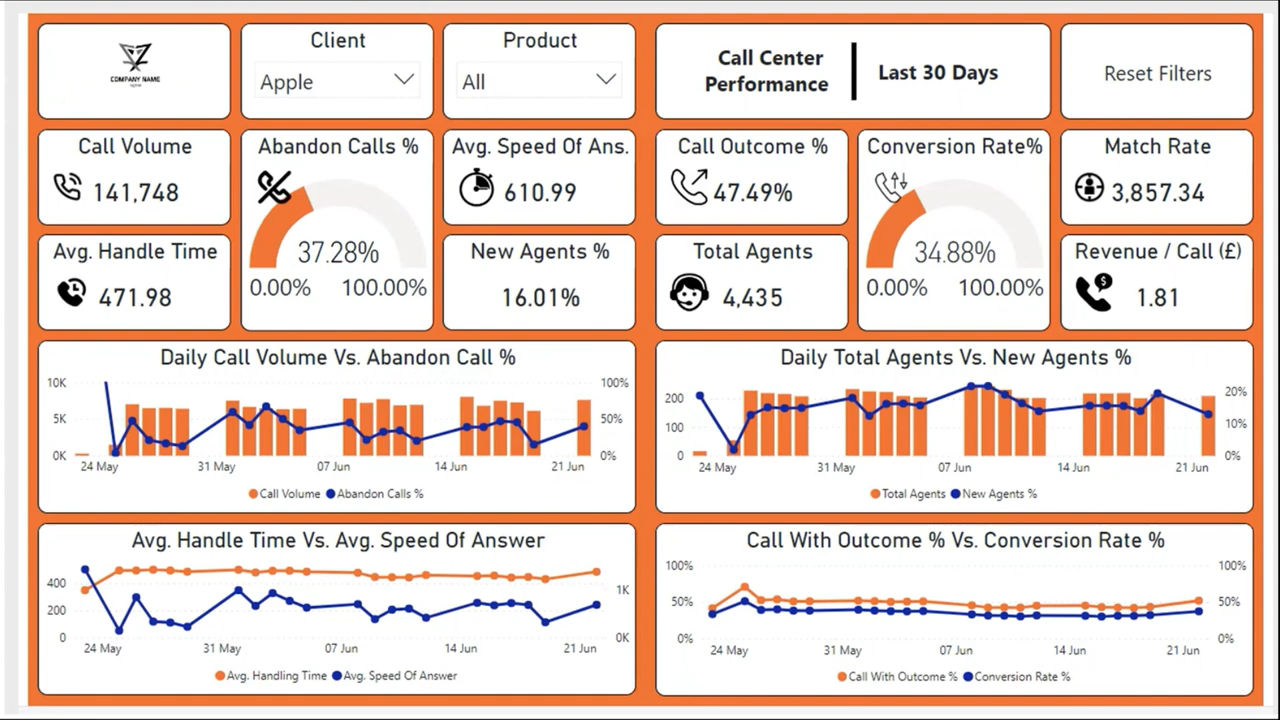 COMPANY NAME
Client
Apple
Product
All
Call Center
Performance
Last 30 Days
Reset Filters
Call Volume
141,748
Abandon Calls %
37.28%
0.00%
100.00%
Avg. Speed Of Ans.
610.99
Call Outcome %
47.49%
Conversion Rate%
34.88%
0.00%
100.00%
Match Rate
3,857.34
Avg. Handle Time
471.98
New Agents %
16.01%
Total Agents
4,435
Revenue / Call (£)
1.81
Daily Call Volume Vs. Abandon Call %
10K
5K
0K
100%
50%
0%
24 May
31 May
07 Jun
14 Jun
21 Jun
Call Volume
Abandon Calls %
Daily Total Agents Vs. New Agents %
200
100
0
20%
10%
0%
24 May
31 May
07 Jun
14 Jun
21 Jun
Total Agents
New Agents %
Avg. Handle Time Vs. Avg. Speed Of Answer
400
200
0
1K
0K
24 May
31 May
07 Jun
14 Jun
21 Jun
Avg. Handling Time
Avg. Speed Of Answer
Call With Outcome % Vs. Conversion Rate %
100%
50%
0%
100%
50%
0%
24 May
31 May
07 Jun
14 Jun
21 Jun
Call With Outcome %
Conversion Rate %